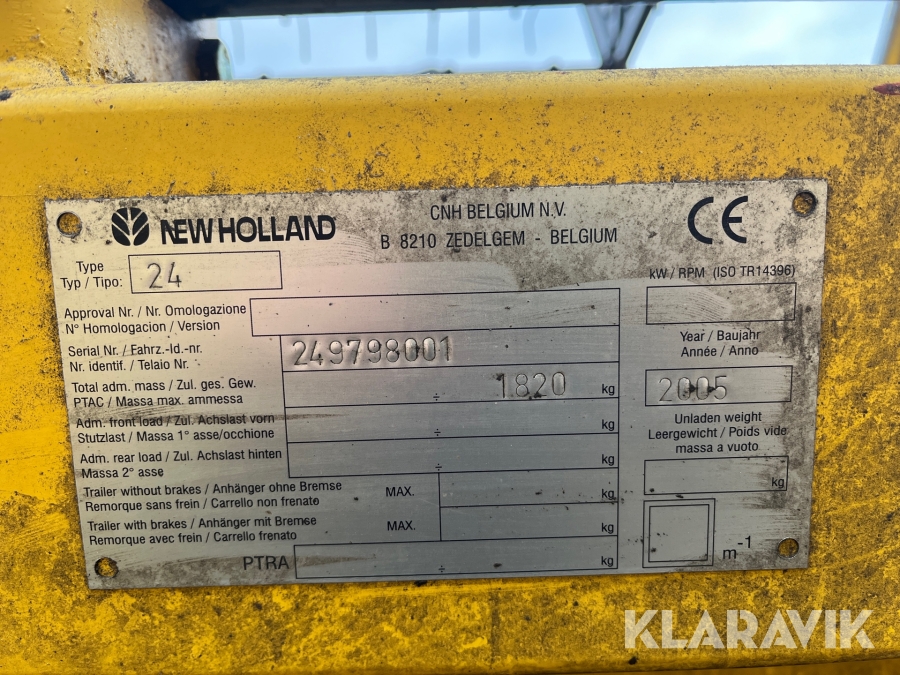 NEW HOLLAND
CNH BELGIUM N.V.
B 8210 ZEDELGEM - BELGIUM
CE
Type
Typ / Tipo:
24
kW / RPM (ISO TR14396)
Approval Nr. / Nr. Omologazione
N° Homologacion / Version
Serial Nr. / Fahrz.-Id.-nr.
Nr. identif. / Telaio Nr.
249798001
Year / Baujahr
Année / Anno
2005
Total adm. mass / Zul. ges. Gew.
PTAC / Massa max. ammessa
÷ 1820 kg
Adm. front load / Zul. Achslast vorn
Stutzlast / Massa 1° asse/occhione
÷ kg
Unladen weight
Leergewicht / Poids vide
massa a vuoto
kg
Adm. rear load / Zul. Achslast hinten
Massa 2° asse
÷ kg
Trailer without brakes / Anhänger ohne Bremse
Remorque sans frein / Carrello non frenato
MAX. kg
Trailer with brakes / Anhänger mit Bremse
Remorque avec frein / Carrello frenato
MAX. kg
PTRA ÷ kg
m-1
KLARAVIK